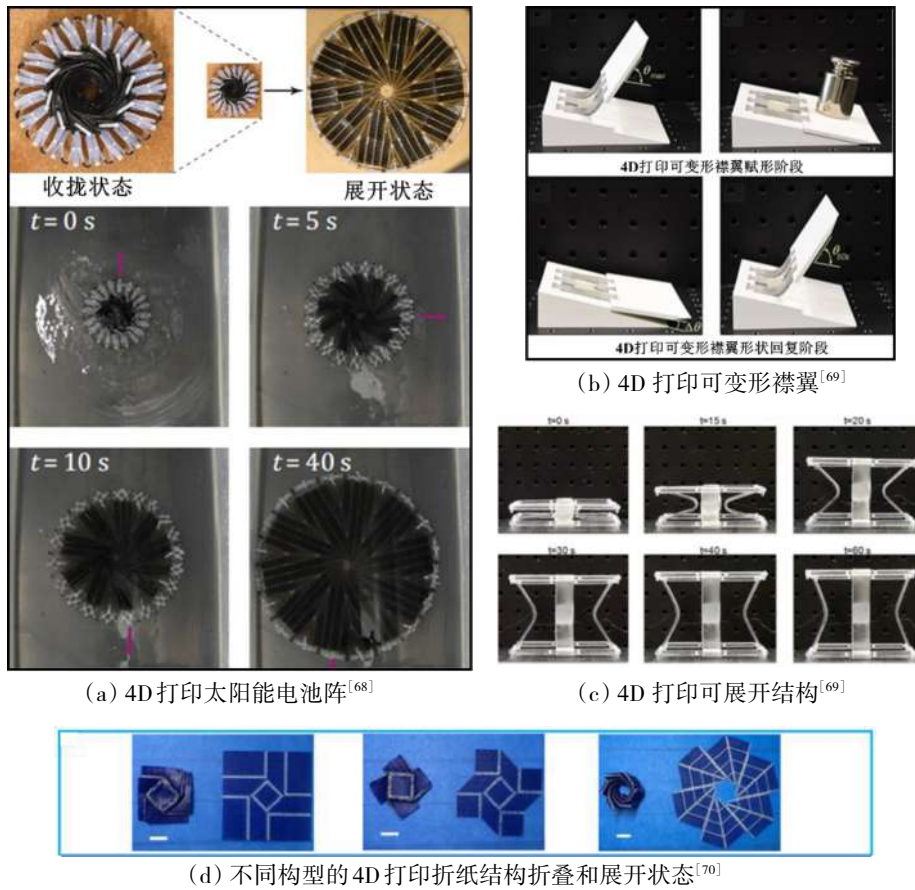 收拢状态
展开状态
t = 0 s
t = 5 s
t = 10 s
t = 40 s
(a) 4D打印太阳能电池阵[68]
θmax
4D打印可变形襟翼赋形阶段
Δθ
4D打印可变形襟翼形状回复阶段
(b) 4D 打印可变形襟翼[69]
t=0 s
t=15 s
t=20 s
t=30 s
t=40 s
t=60 s
(c) 4D 打印可展开结构[69]
(d) 不同构型的4D打印折纸结构折叠和展开状态[70]